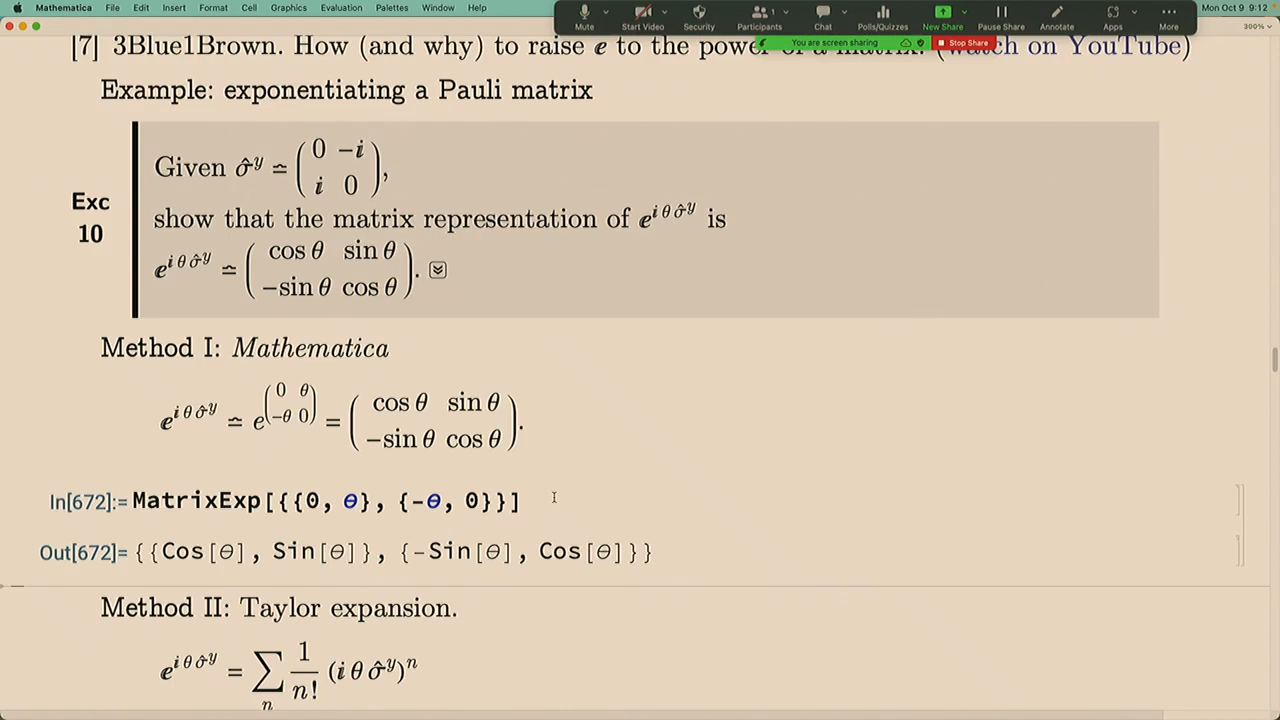 Mathematica File Edit Insert Format Cell Graphics Evaluation Palettes Window Help
Mute Start Video Security Participants 1 Chat Polls/Quizzes New Share Pause Share Annotate Apps More
Mon Oct 9 9:12
300%
You are screen sharing Stop Share
[7] 3Blue1Brown. How (and why) to raise ⅇ to the power of a matrix. (watch on YouTube)
Example: exponentiating a Pauli matrix
Exc
10
Given σ̂^y ≏ (0 −ⅈ; ⅈ 0),
show that the matrix representation of ⅇ^(ⅈ θ σ̂^y) is
ⅇ^(ⅈ θ σ̂^y) ≏ (cos θ sin θ; −sin θ cos θ).
Method I: Mathematica
ⅇ^(ⅈ θ σ̂^y) ≏ e^(0 θ; −θ 0) = (cos θ sin θ; −sin θ cos θ).
In[672]:= MatrixExp[{{0, θ}, {-θ, 0}}]
Out[672]= {{Cos[θ], Sin[θ]}, {-Sin[θ], Cos[θ]}}
Method II: Taylor expansion.
ⅇ^(ⅈ θ σ̂^y) = ∑_n 1/n! (ⅈ θ σ̂^y)^n